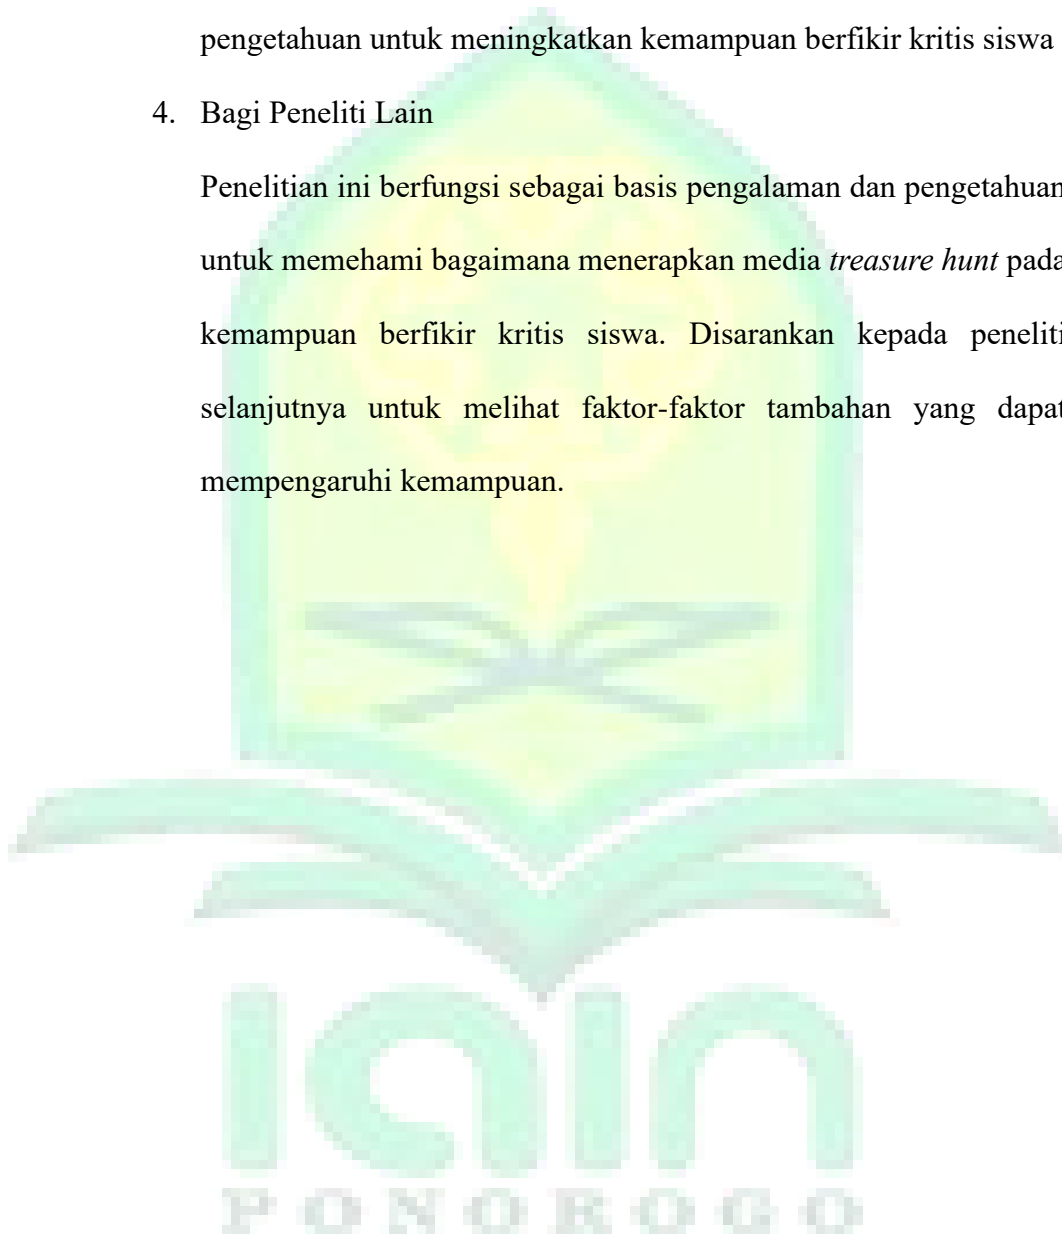 pengetahuan untuk meningkatkan kemampuan berfikir kritis siswa
4. Bagi Peneliti Lain
Penelitian ini berfungsi sebagai basis pengalaman dan pengetahuan
untuk memehami bagaimana menerapkan media treasure hunt pada
kemampuan berfikir kritis siswa. Disarankan kepada peneliti
selanjutnya untuk melihat faktor-faktor tambahan yang dapat
mempengaruhi kemampuan.
iain
PONOROGO